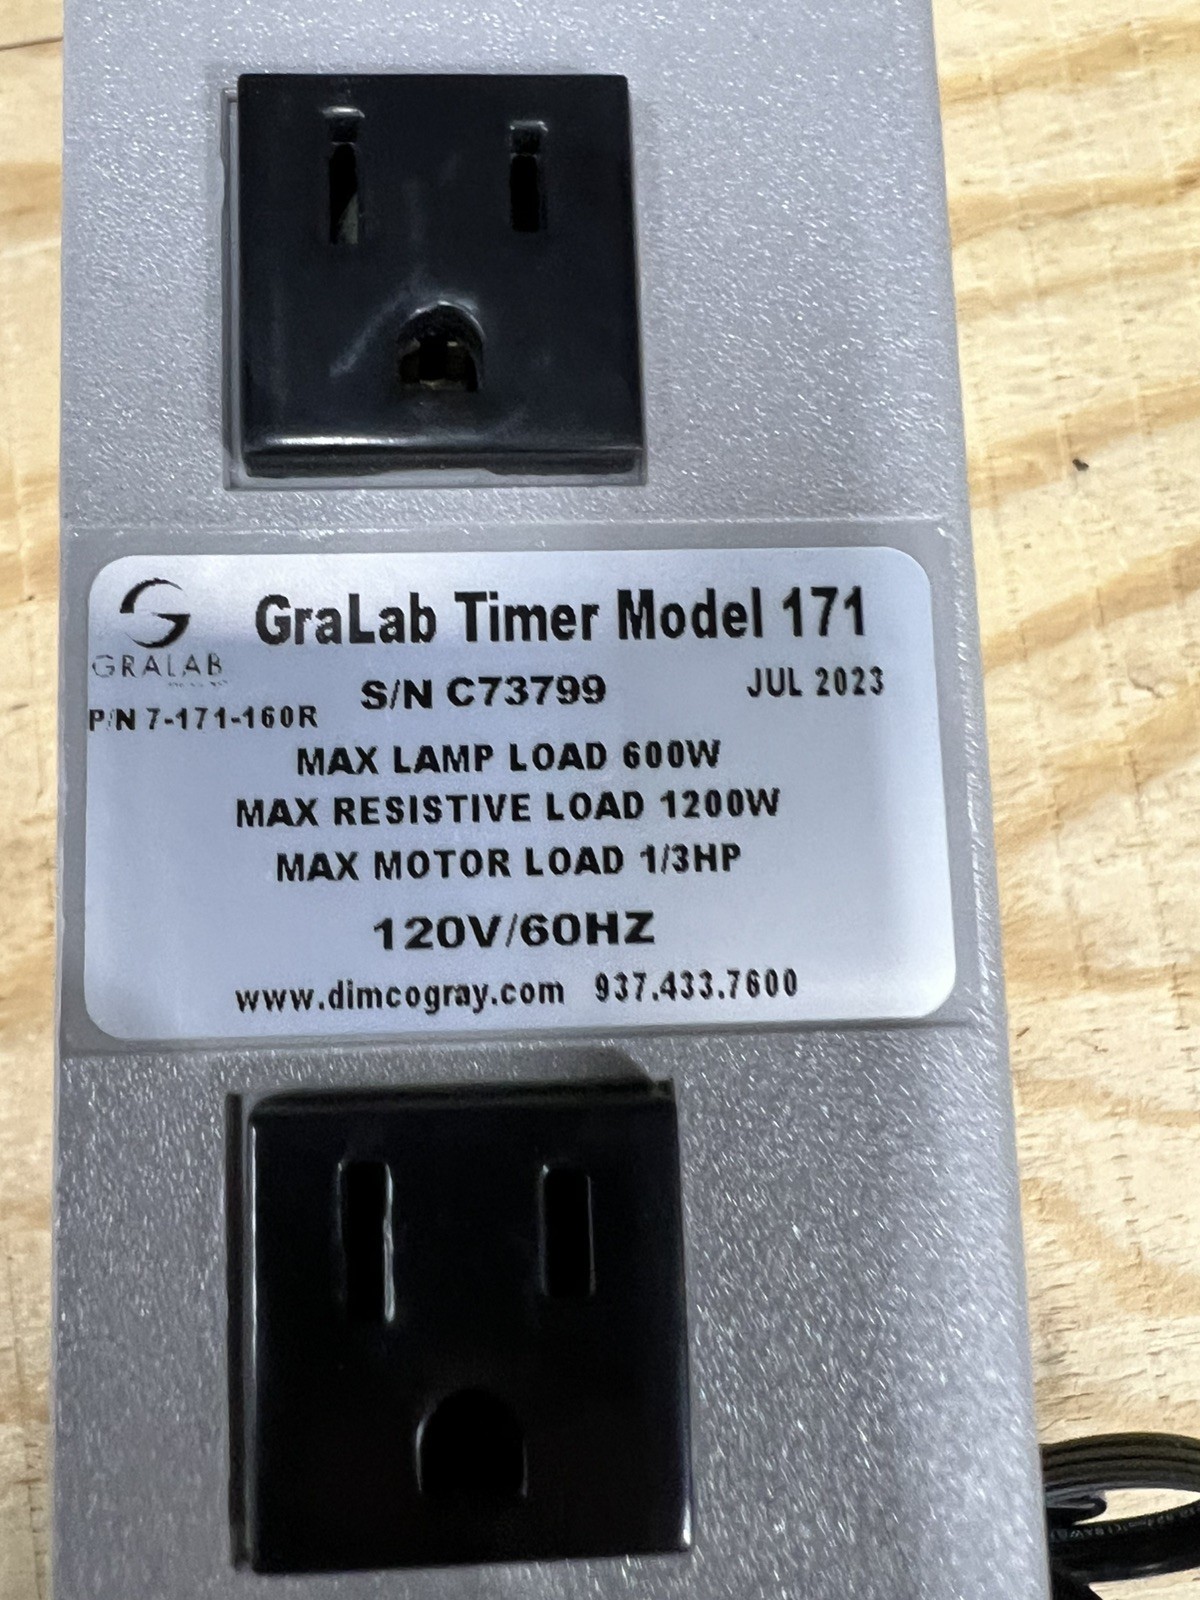 GraLab Timer Model 171
GRALAB
S/N C73799
JUL 2023
P/N 7-171-160R
MAX LAMP LOAD 600W
MAX RESISTIVE LOAD 1200W
MAX MOTOR LOAD 1/3HP
120V/60HZ
www.dimcogray.com 937.433.7600